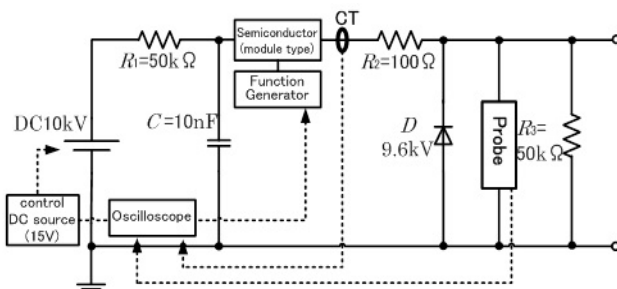 CT
Semiconductor
(module type)
R₁=50kΩ
R₂=100Ω
Function
Generator
DC10kV
C=10nF
D
9.6kV
Probe
R₃=
50kΩ
control
DC source
(15V)
Oscilloscope